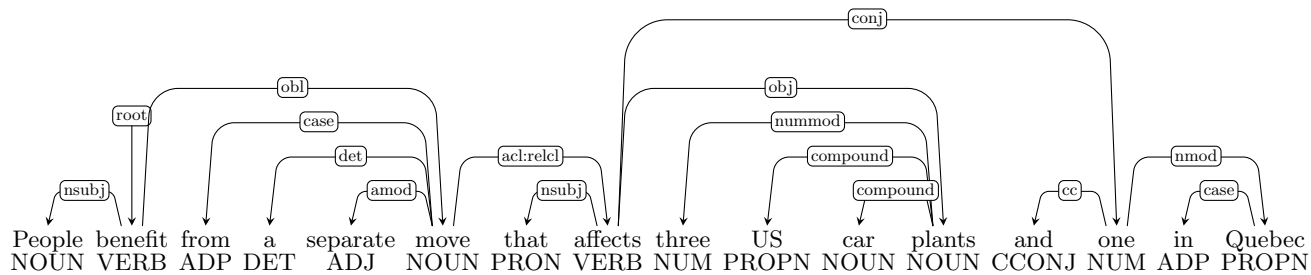 conj
obl obj
root
case nummod
det acl:relcl compound nmod
nsubj amod nsubj compound cc case
People benefit from a separate move that affects three US car plants and one in Quebec
NOUN VERB ADP DET ADJ NOUN PRON VERB NUM PROPN NOUN NOUN CCONJ NUM ADP PROPN